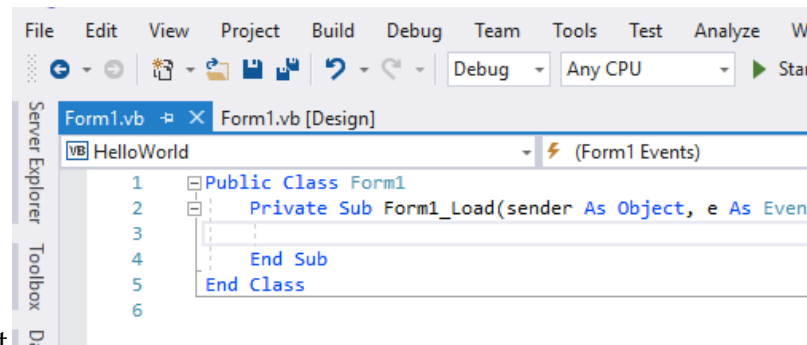 File Edit View Project Build Debug Team Tools Test Analyze W
Debug Any CPU Star
Form1.vb Form1.vb [Design]
VB HelloWorld (Form1 Events)
1 Public Class Form1
2 Private Sub Form1_Load(sender As Object, e As Even
3
4 End Sub
5 End Class
6
Server Explorer
Toolbox
Da
t